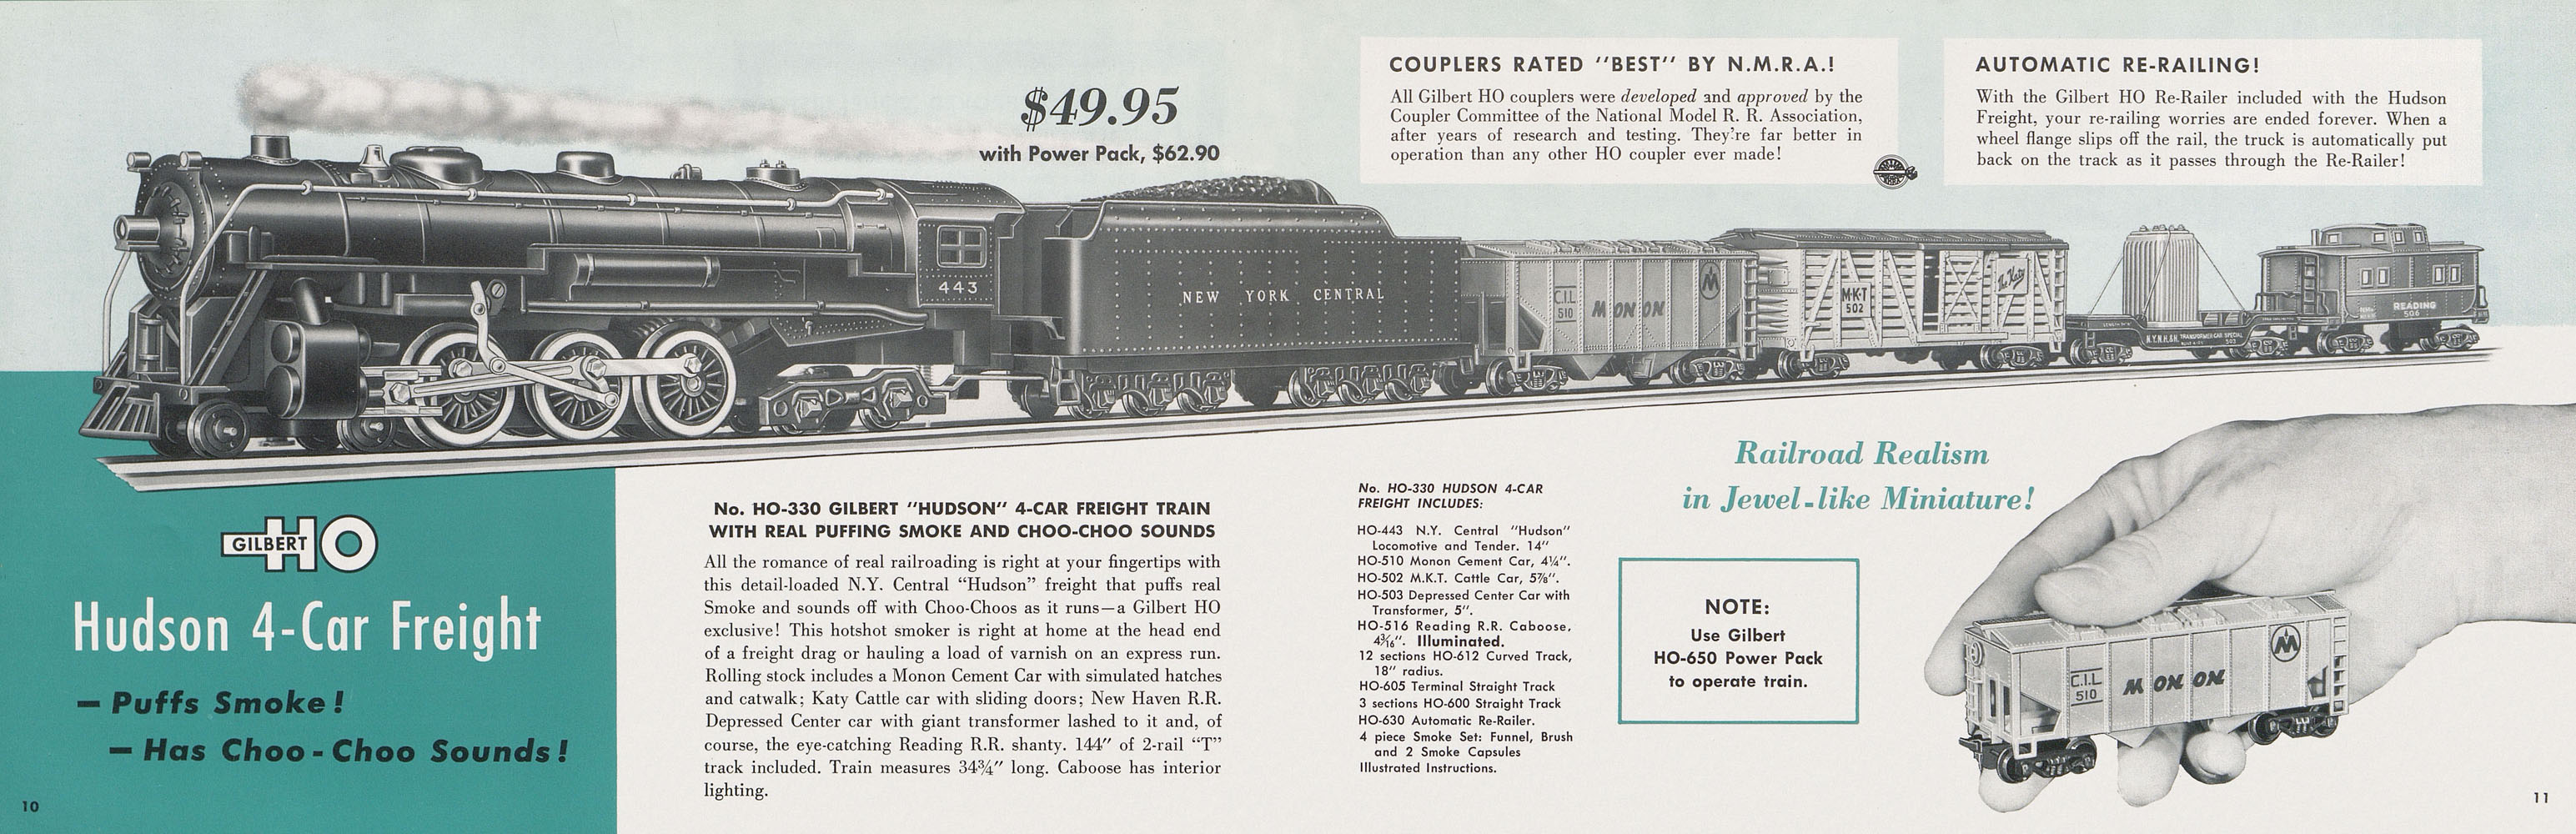 $49.95
with Power Pack, $62.90
COUPLERS RATED "BEST" BY N.M.R.A.!
All Gilbert HO couplers were developed and approved by the
Coupler Committee of the National Model R. R. Association,
after years of research and testing. They're far better in
operation than any other HO coupler ever made!
AUTOMATIC RE-RAILING!
With the Gilbert HO Re-Railer included with the Hudson
Freight, your re-railing worries are ended forever. When a
wheel flange slips off the rail, the truck is automatically put
back on the track as it passes through the Re-Railer!
443
NEW YORK CENTRAL
C.I.L.
510
MONON
M
M-K-T
502
The Katy
N.Y.N.H.&H. TRANSFORMER CAR SPECIAL
503
READING
506
GILBERT HO
Hudson 4-Car Freight
— Puffs Smoke!
— Has Choo-Choo Sounds!
10
No. HO-330 GILBERT "HUDSON" 4-CAR FREIGHT TRAIN
WITH REAL PUFFING SMOKE AND CHOO-CHOO SOUNDS
All the romance of real railroading is right at your fingertips with
this detail-loaded N.Y. Central "Hudson" freight that puffs real
Smoke and sounds off with Choo-Choos as it runs—a Gilbert HO
exclusive! This hotshot smoker is right at home at the head end
of a freight drag or hauling a load of varnish on an express run.
Rolling stock includes a Monon Cement Car with simulated hatches
and catwalk; Katy Cattle car with sliding doors; New Haven R.R.
Depressed Center car with giant transformer lashed to it and, of
course, the eye-catching Reading R.R. shanty. 144" of 2-rail "T"
track included. Train measures 34¾" long. Caboose has interior
lighting.
No. HO-330 HUDSON 4-CAR
FREIGHT INCLUDES:
HO-443 N.Y. Central "Hudson"
Locomotive and Tender. 14"
HO-510 Monon Cement Car, 4¼".
HO-502 M.K.T. Cattle Car, 5⅞".
HO-503 Depressed Center Car with
Transformer, 5".
HO-516 Reading R.R. Caboose,
4³⁄₁₆". Illuminated.
12 sections HO-612 Curved Track,
18" radius.
HO-605 Terminal Straight Track
3 sections HO-600 Straight Track
HO-630 Automatic Re-Railer.
4 piece Smoke Set: Funnel, Brush
and 2 Smoke Capsules
Illustrated Instructions.
Railroad Realism
in Jewel-like Miniature!
NOTE:
Use Gilbert
HO-650 Power Pack
to operate train.
C.I.L.
510
MONON
M
11